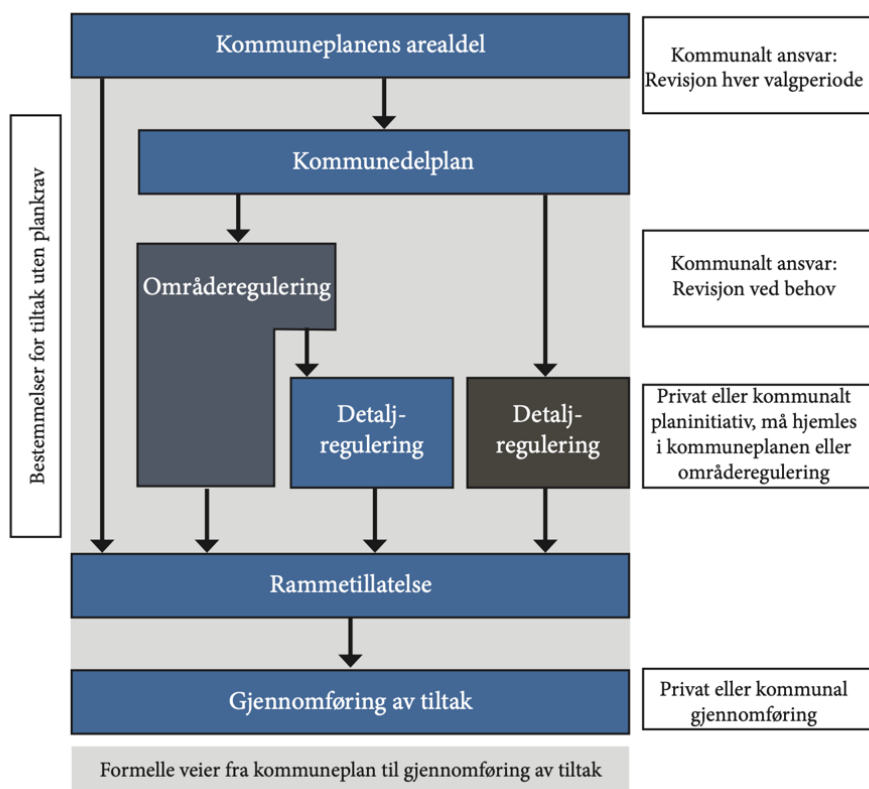 Kommuneplanens arealdel
Kommunalt ansvar:
Revisjon hver valgperiode
Bestemmelser for tiltak uten plankrav
Kommunedelplan
Områderegulering
Kommunalt ansvar:
Revisjon ved behov
Detalj-
regulering
Detalj-
regulering
Privat eller kommunalt
planinitiativ, må hjemles
i kommuneplanen eller
områderegulering
Rammetillatelse
Gjennomføring av tiltak
Privat eller kommunal
gjennomføring
Formelle veier fra kommuneplan til gjennomføring av tiltak